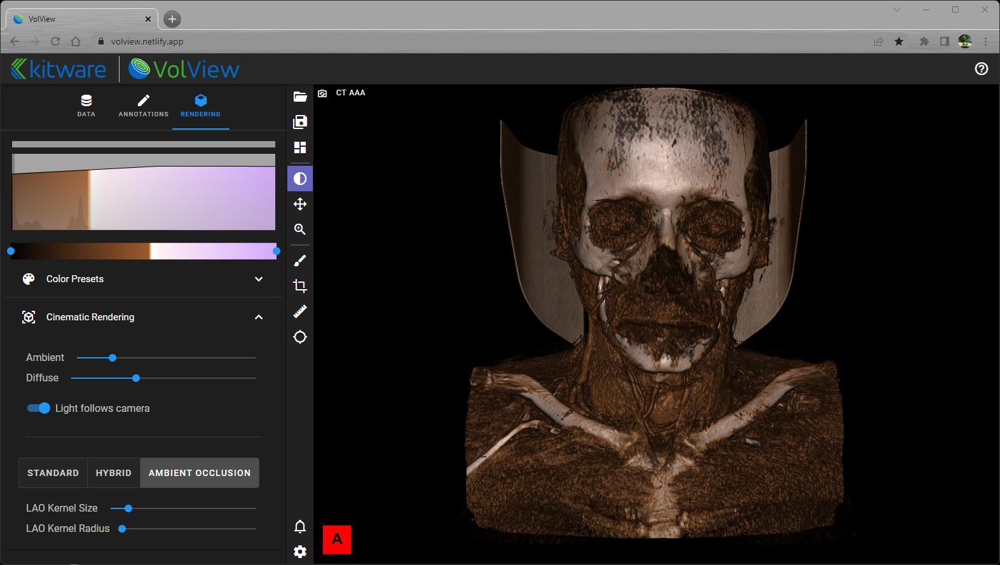 VolView
volview.netlify.app
kitware
VolView
DATA
ANNOTATIONS
RENDERING
CT AAA
Color Presets
Cinematic Rendering
Ambient
Diffuse
Light follows camera
STANDARD
HYBRID
AMBIENT OCCLUSION
LAO Kernel Size
LAO Kernel Radius
A